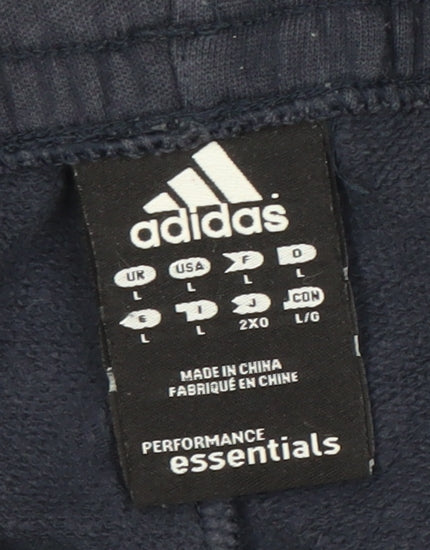 adidas
UK USA F D
L L L L
E I J CDN
L L 2XO L/G
MADE IN CHINA
FABRIQUÉ EN CHINE
PERFORMANCE
essentials